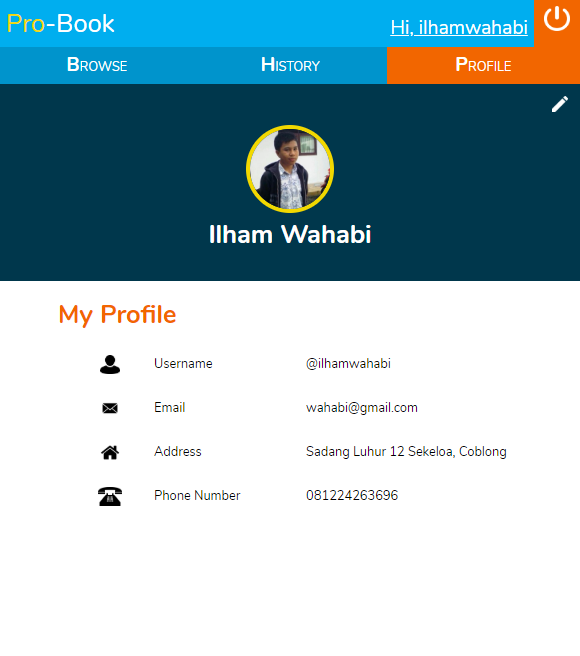 Pro-Book
Hi, ilhamwahabi
BROWSE HISTORY PROFILE
Ilham Wahabi
My Profile
Username @ilhamwahabi
Email wahabi@gmail.com
Address Sadang Luhur 12 Sekeloa, Coblong
Phone Number 081224263696